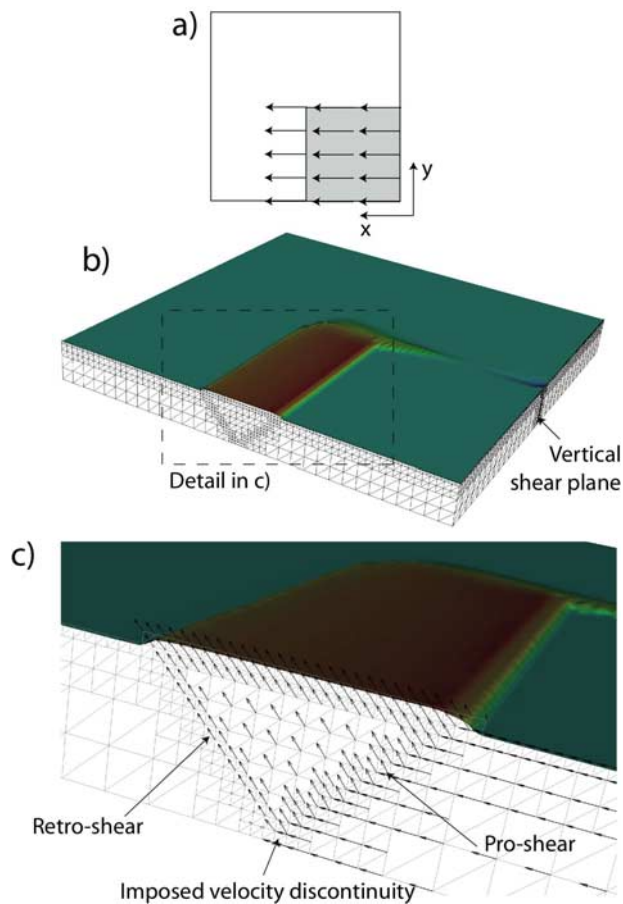 a)
y
x
b)
Detail in c)
Vertical
shear plane
c)
Retro-shear
Pro-shear
Imposed velocity discontinuity